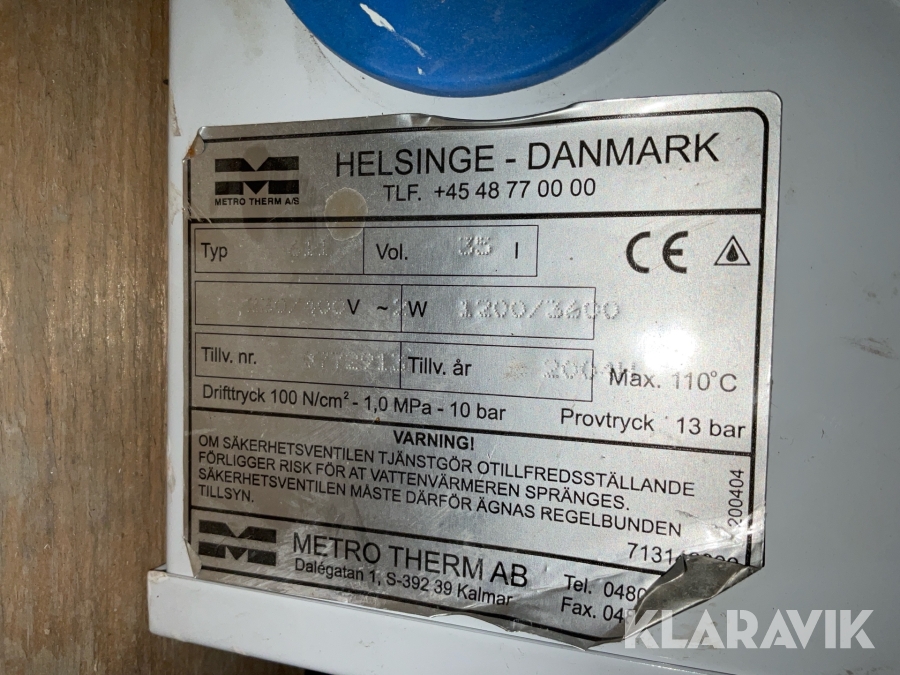 METRO THERM A/S
HELSINGE - DANMARK
TLF. +45 48 77 00 00
Typ Vol. 35 l
CE
V ~ W 1200/3000
Tillv. nr. Tillv. år 2004 Max. 110°C
Drifttryck 100 N/cm² - 1,0 MPa - 10 bar Provtryck 13 bar
VARNING!
OM SÄKERHETSVENTILEN TJÄNSTGÖR OTILLFREDSSTÄLLANDE
FÖRLIGGER RISK FÖR AT VATTENVÄRMEREN SPRÄNGES.
SÄKERHETSVENTILEN MÅSTE DÄRFÖR ÄGNAS REGELBUNDEN
TILLSYN.
200404
METRO THERM AB
Dalégatan 1, S-392 39 Kalmar
Tel.
Fax.
KLARAVIK